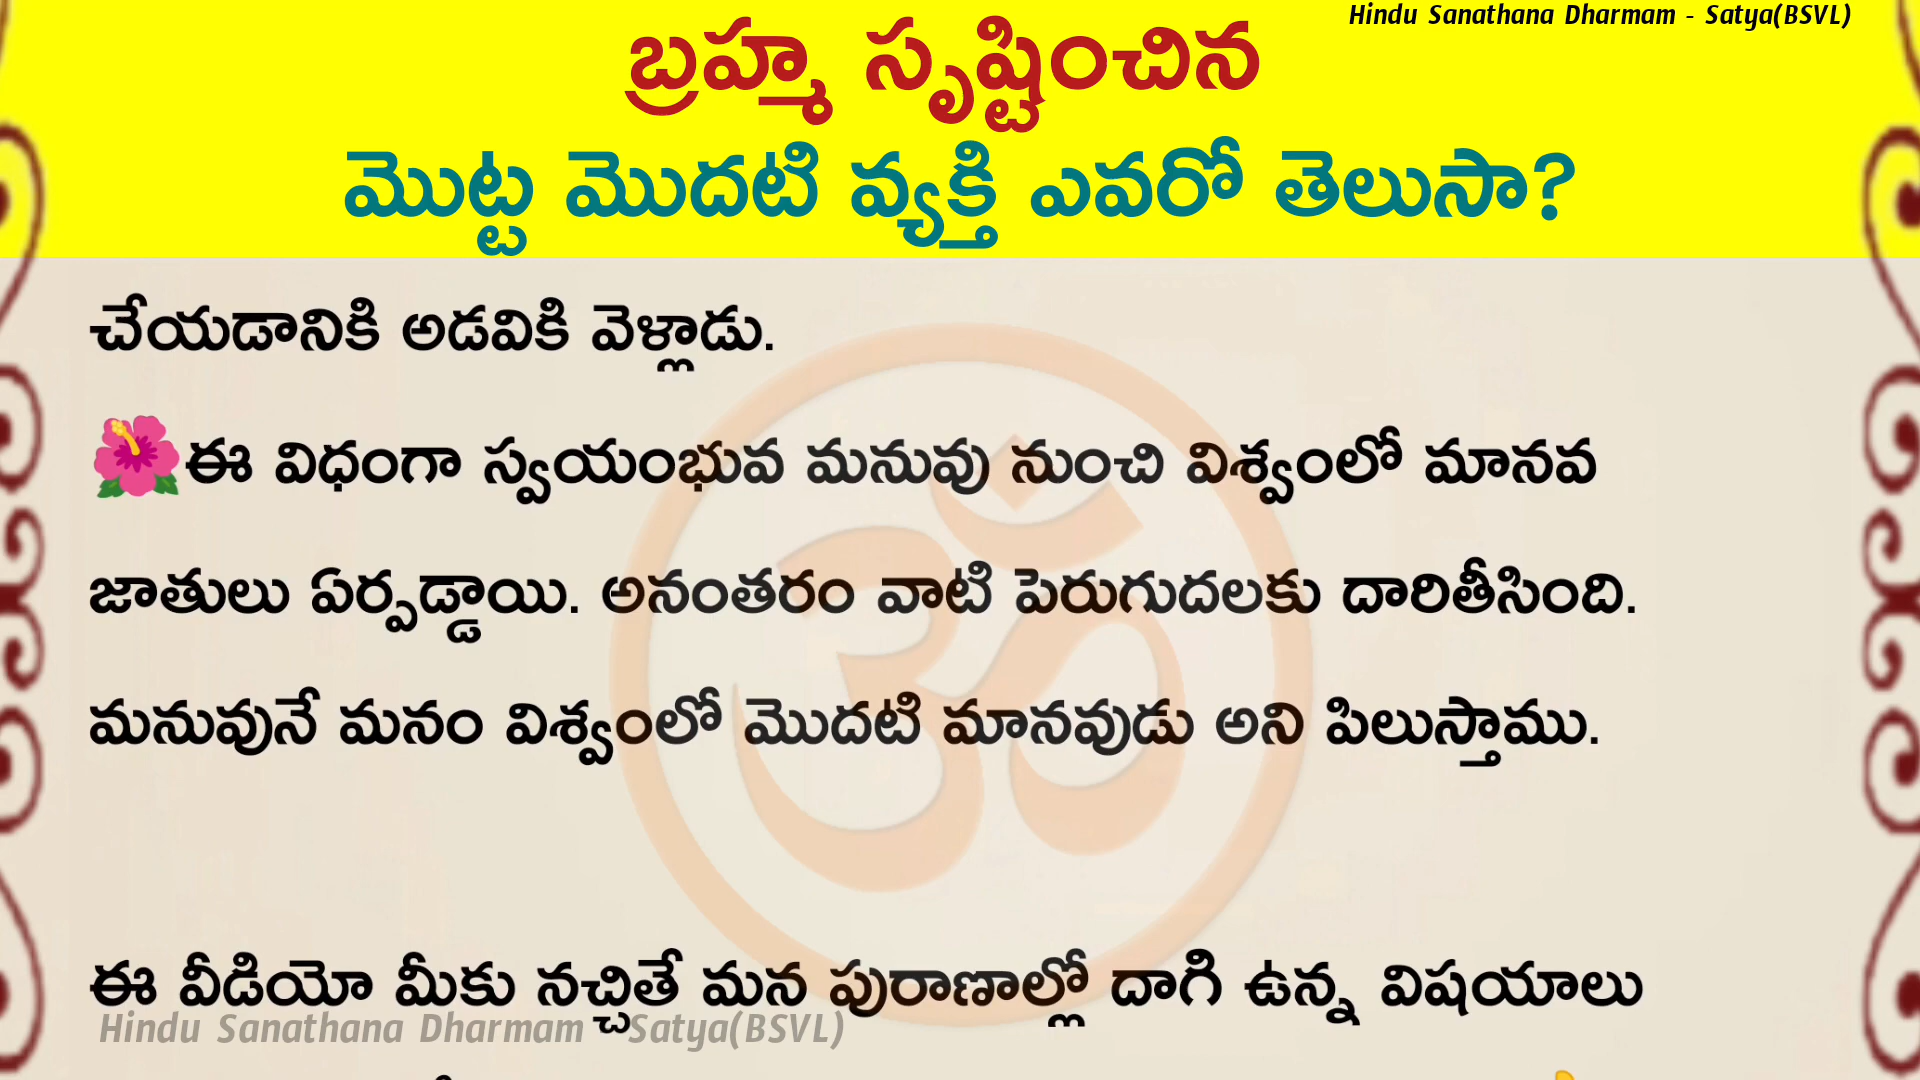 Hindu Sanathana Dharmam - Satya(BSVL)
బ్రహ్మ సృష్టించిన
మొట్ట మొదటి వ్యక్తి ఎవరో తెలుసా?
చేయడానికి అడవికి వెళ్లాడు.
🌺ఈ విధంగా స్వయంభువ మనువు నుంచి విశ్వంలో మానవ
జాతులు ఏర్పడ్డాయి. అనంతరం వాటి పెరుగుదలకు దారితీసింది.
మనువునే మనం విశ్వంలో మొదటి మానవుడు అని పిలుస్తాము.
ఈ వీడియో మీకు నచ్చితే మన పురాణాల్లో దాగి ఉన్న విషయాలు
Hindu Sanathana Dharmam - Satya(BSVL)